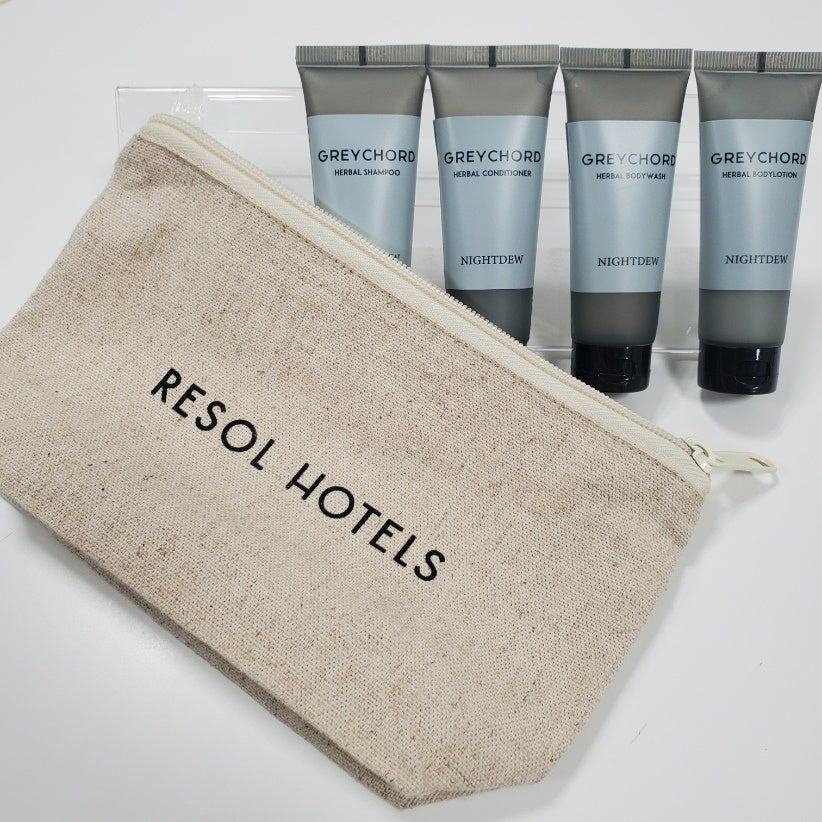 GREYCHORD
HERBAL SHAMPOO
GREYCHORD
HERBAL CONDITIONER
NIGHTDEW
GREYCHORD
HERBAL BODYWASH
NIGHTDEW
GREYCHORD
HERBAL BODYLOTION
NIGHTDEW
RESOL HOTELS